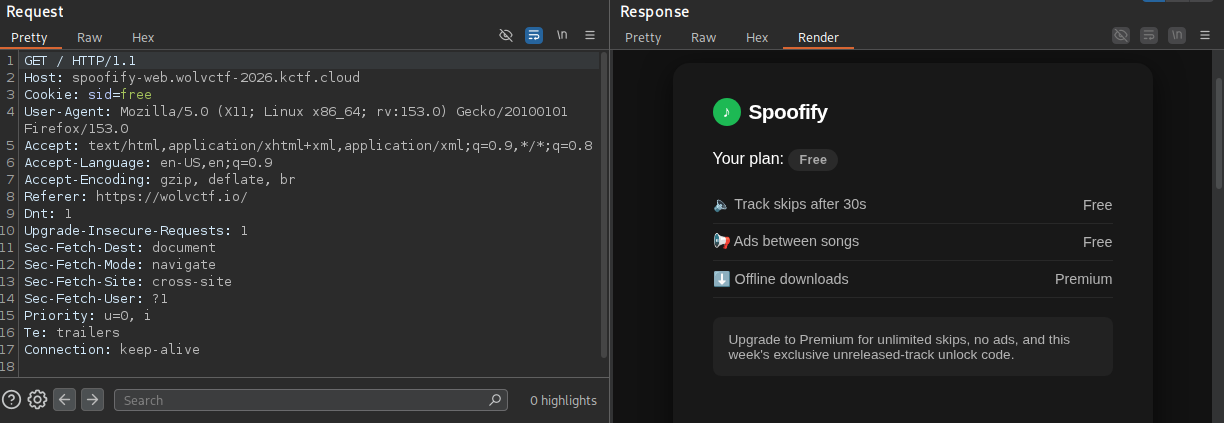 Request
Pretty Raw Hex
\n
1 GET / HTTP/1.1
2 Host: spoofify-web.wolvctf-2026.kctf.cloud
3 Cookie: sid=free
4 User-Agent: Mozilla/5.0 (X11; Linux x86_64; rv:153.0) Gecko/20100101
Firefox/153.0
5 Accept: text/html,application/xhtml+xml,application/xml;q=0.9,*/*;q=0.8
6 Accept-Language: en-US,en;q=0.9
7 Accept-Encoding: gzip, deflate, br
8 Referer: https://wolvctf.io/
9 Dnt: 1
10 Upgrade-Insecure-Requests: 1
11 Sec-Fetch-Dest: document
12 Sec-Fetch-Mode: navigate
13 Sec-Fetch-Site: cross-site
14 Sec-Fetch-User: ?1
15 Priority: u=0, i
16 Te: trailers
17 Connection: keep-alive
18
Search
0 highlights
Response
Pretty Raw Hex Render
\n
Spoofify
Your plan: Free
Track skips after 30s Free
Ads between songs Free
Offline downloads Premium
Upgrade to Premium for unlimited skips, no ads, and this
week's exclusive unreleased-track unlock code.